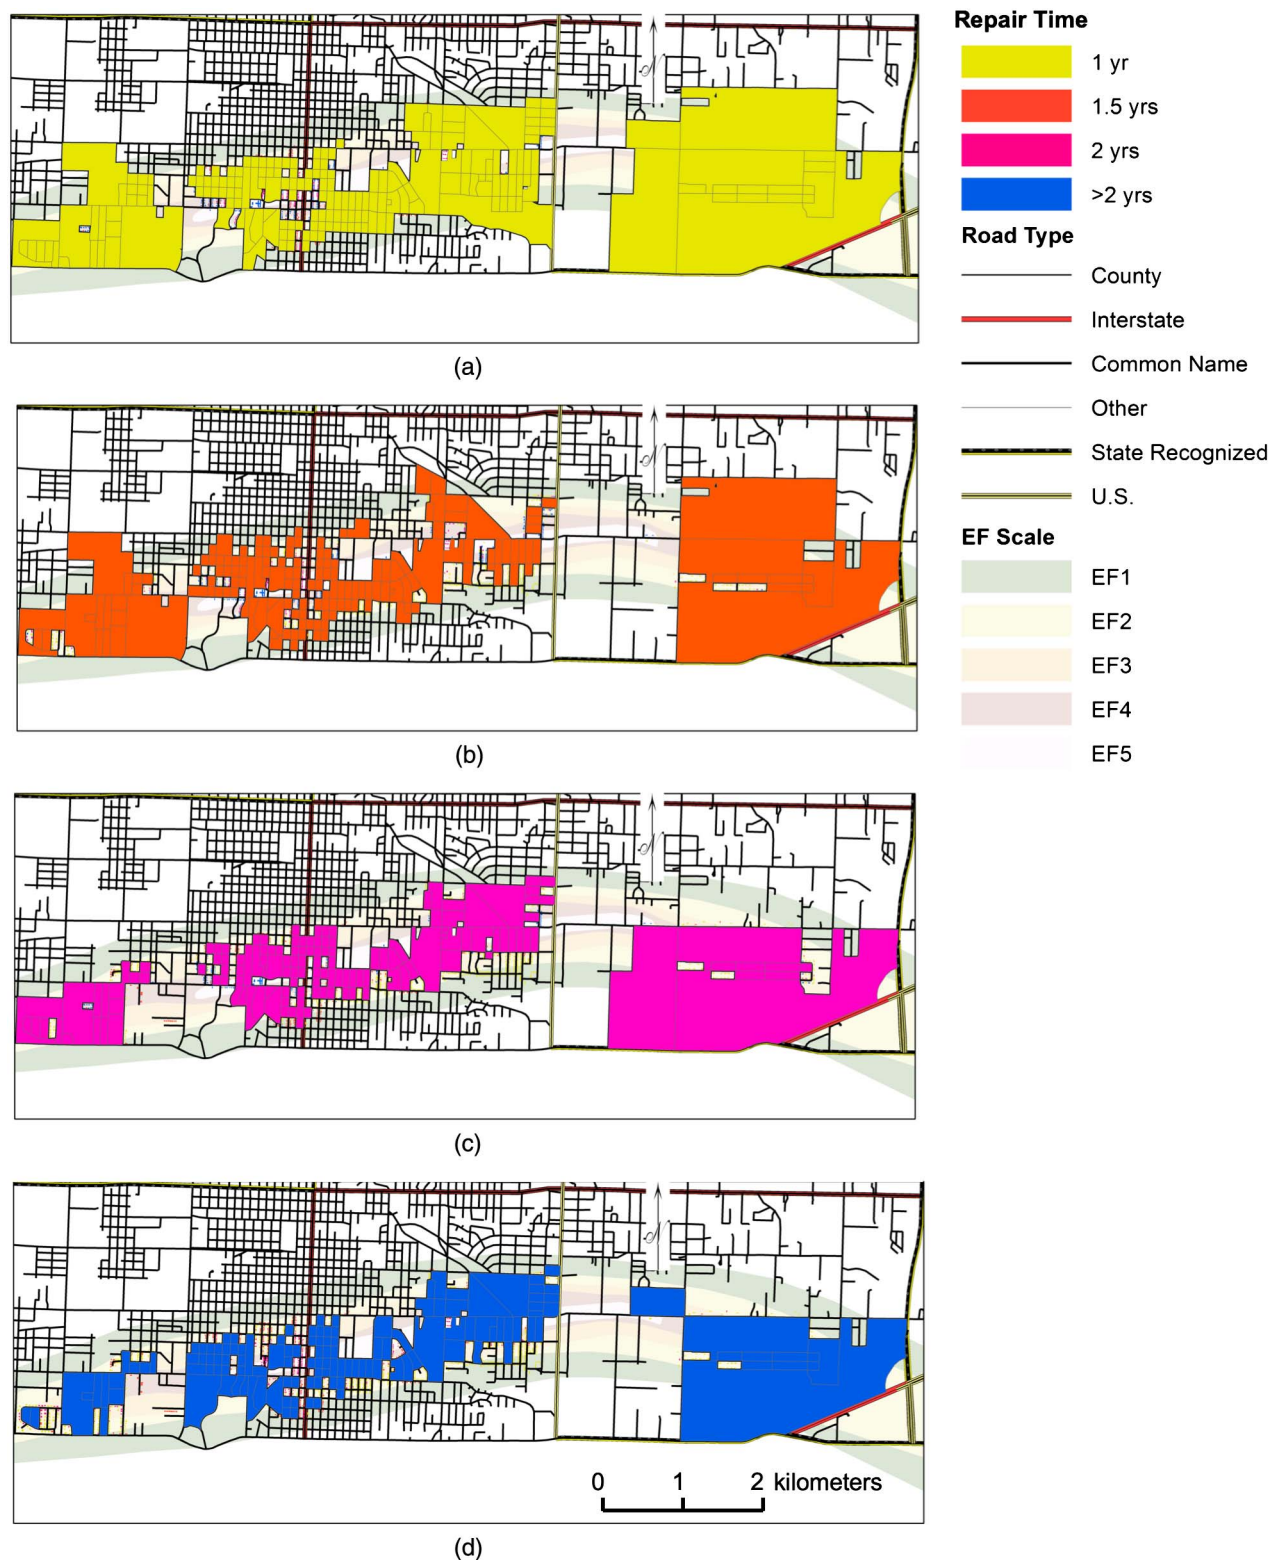 Repair Time
1 yr
1.5 yrs
2 yrs
>2 yrs
Road Type
County
Interstate
Common Name
Other
State Recognized
U.S.
EF Scale
EF1
EF2
EF3
EF4
EF5
N
(a)
N
(b)
N
(c)
N
0 1 2 kilometers
(d)